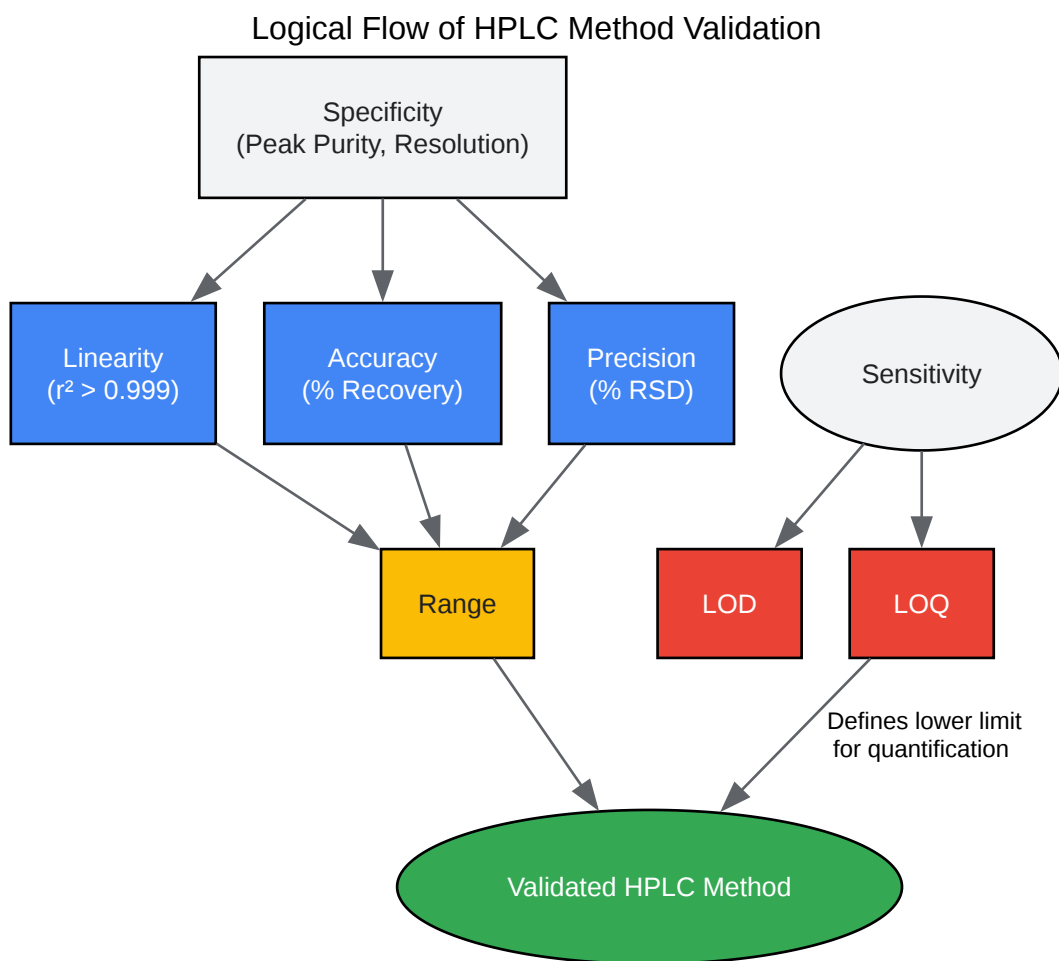 Logical Flow of HPLC Method Validation
Specificity
(Peak Purity, Resolution)
Linearity
(r² > 0.999)
Accuracy
(% Recovery)
Precision
(% RSD)
Sensitivity
Range
LOD
LOQ
Defines lower limit
for quantification
Validated HPLC Method